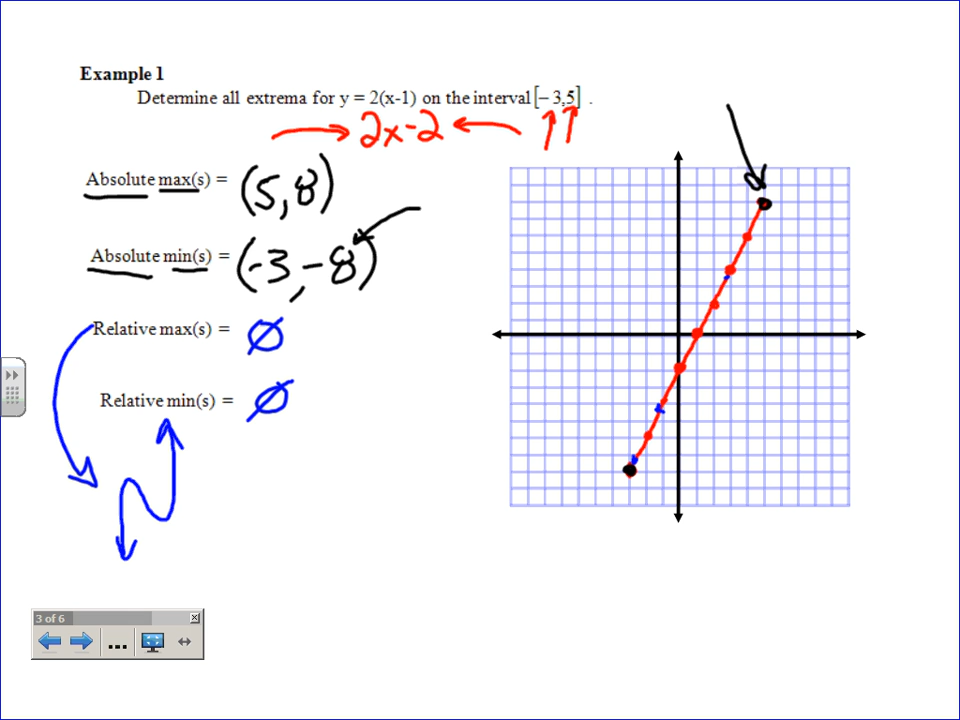 Example 1
Determine all extrema for y = 2(x-1) on the interval [−3,5] .
2x-2
Absolute max(s) = (5,8)
Absolute min(s) = (-3,-8)
Relative max(s) = ∅
Relative min(s) = ∅
3 of 6
...